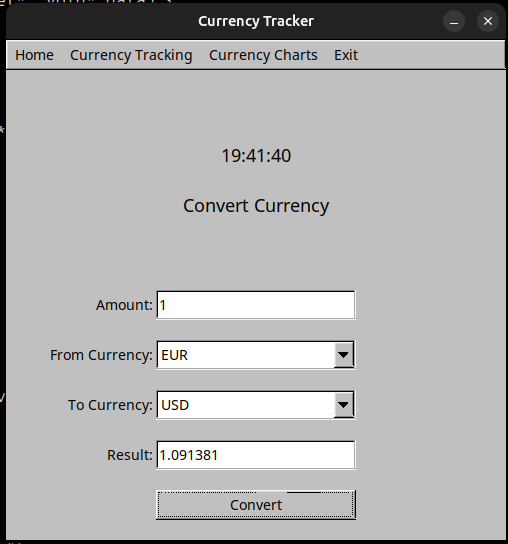 Currency Tracker
Home Currency Tracking Currency Charts Exit
19:41:40
Convert Currency
Amount: 1
From Currency: EUR
To Currency: USD
Result: 1.091381
Convert